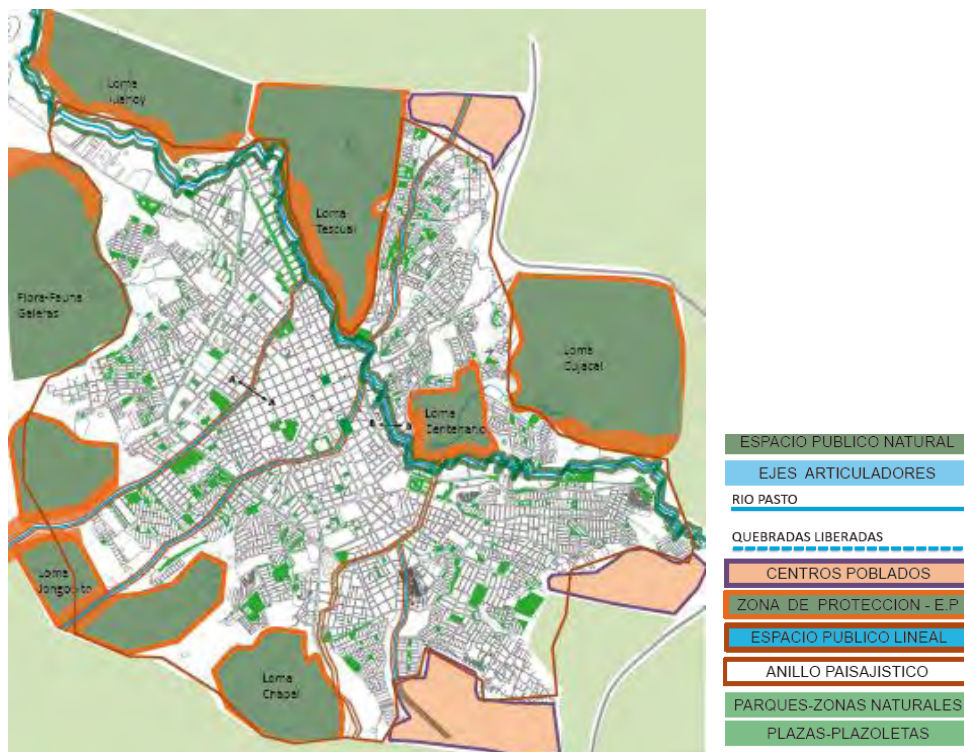 Loma
Loma
Tescual
Flora-Fauna
Galeras
Loma
Cujacal
Loma
Centenario
A
A
B
B
Loma
Jongovito
Loma
Chapal
ESPACIO PUBLICO NATURAL
EJES ARTICULADORES
RIO PASTO
QUEBRADAS LIBERADAS
CENTROS POBLADOS
ZONA DE PROTECCION - E.P
ESPACIO PUBLICO LINEAL
ANILLO PAISAJISTICO
PARQUES-ZONAS NATURALES
PLAZAS-PLAZOLETAS